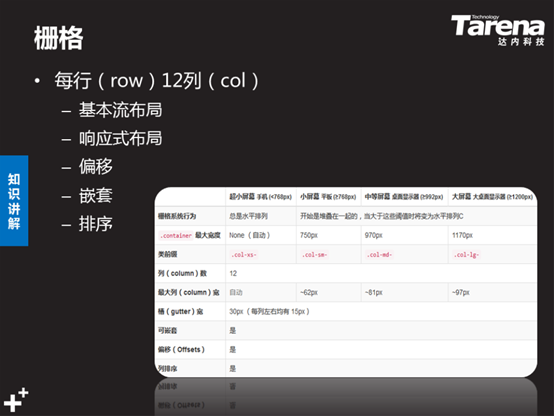 栅格
Technology
Tarena
达内科技
• 每行（row）12列（col）
– 基本流布局
– 响应式布局
– 偏移
– 嵌套
– 排序
知识讲解
超小屏幕 手机 (<768px) 小屏幕 平板 (≥768px) 中等屏幕 桌面显示器 (≥992px) 大屏幕 大桌面显示器 (≥1200px)
栅格系统行为 总是水平排列 开始是堆叠在一起的，当大于这些阈值时将变为水平排列C
.container 最大宽度 None （自动） 750px 970px 1170px
类前缀 .col-xs- .col-sm- .col-md- .col-lg-
列（column）数 12
最大列（column）宽 自动 ~62px ~81px ~97px
槽（gutter）宽 30px （每列左右均有 15px）
可嵌套 是
偏移（Offsets） 是
列排序 是